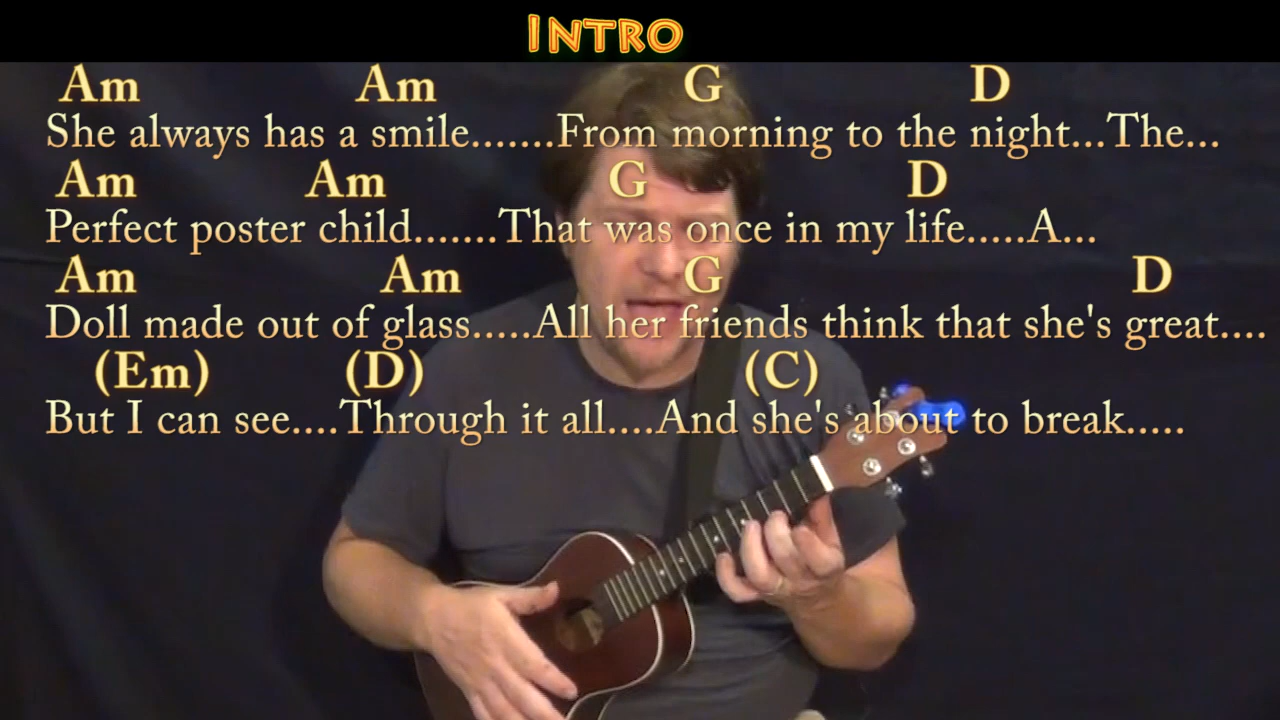 INTRO
Am Am G D
She always has a smile.......From morning to the night...The...
Am Am G D
Perfect poster child.......That was once in my life.....A...
Am Am G D
Doll made out of glass.....All her friends think that she's great....
(Em) (D) (C)
But I can see....Through it all....And she's about to break.....